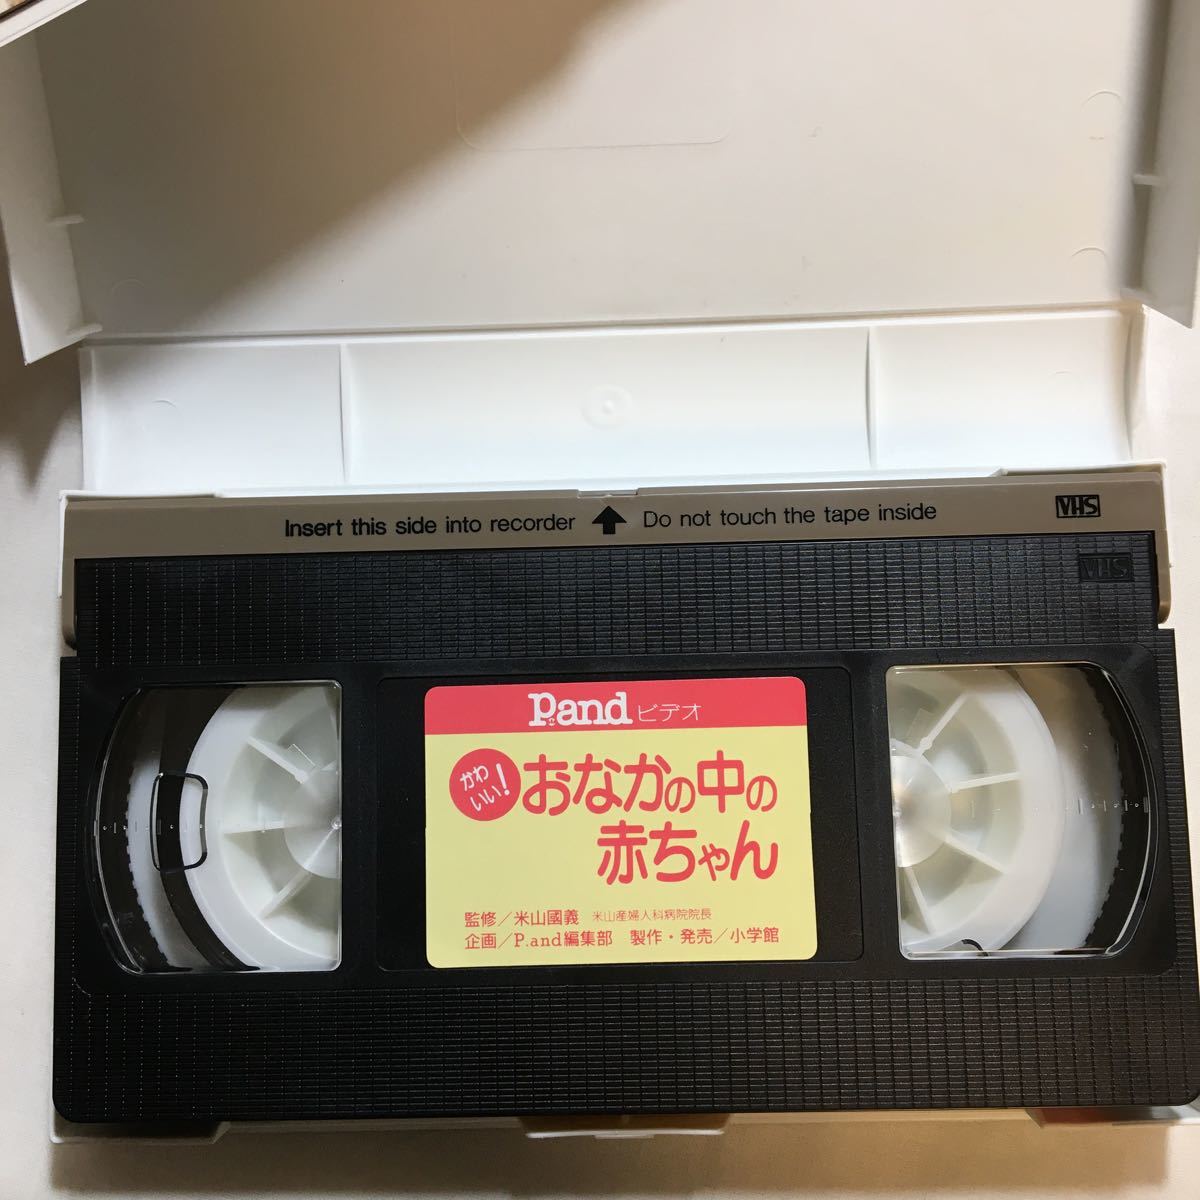 Insert this side into recorder ↑ Do not touch the tape inside VHS
VHS
P.and ビデオ
かわ
いい!
おなかの中の
赤ちゃん
監修／米山國義 米山産婦人科病院院長
企画／P.and編集部 製作・発売／小学館